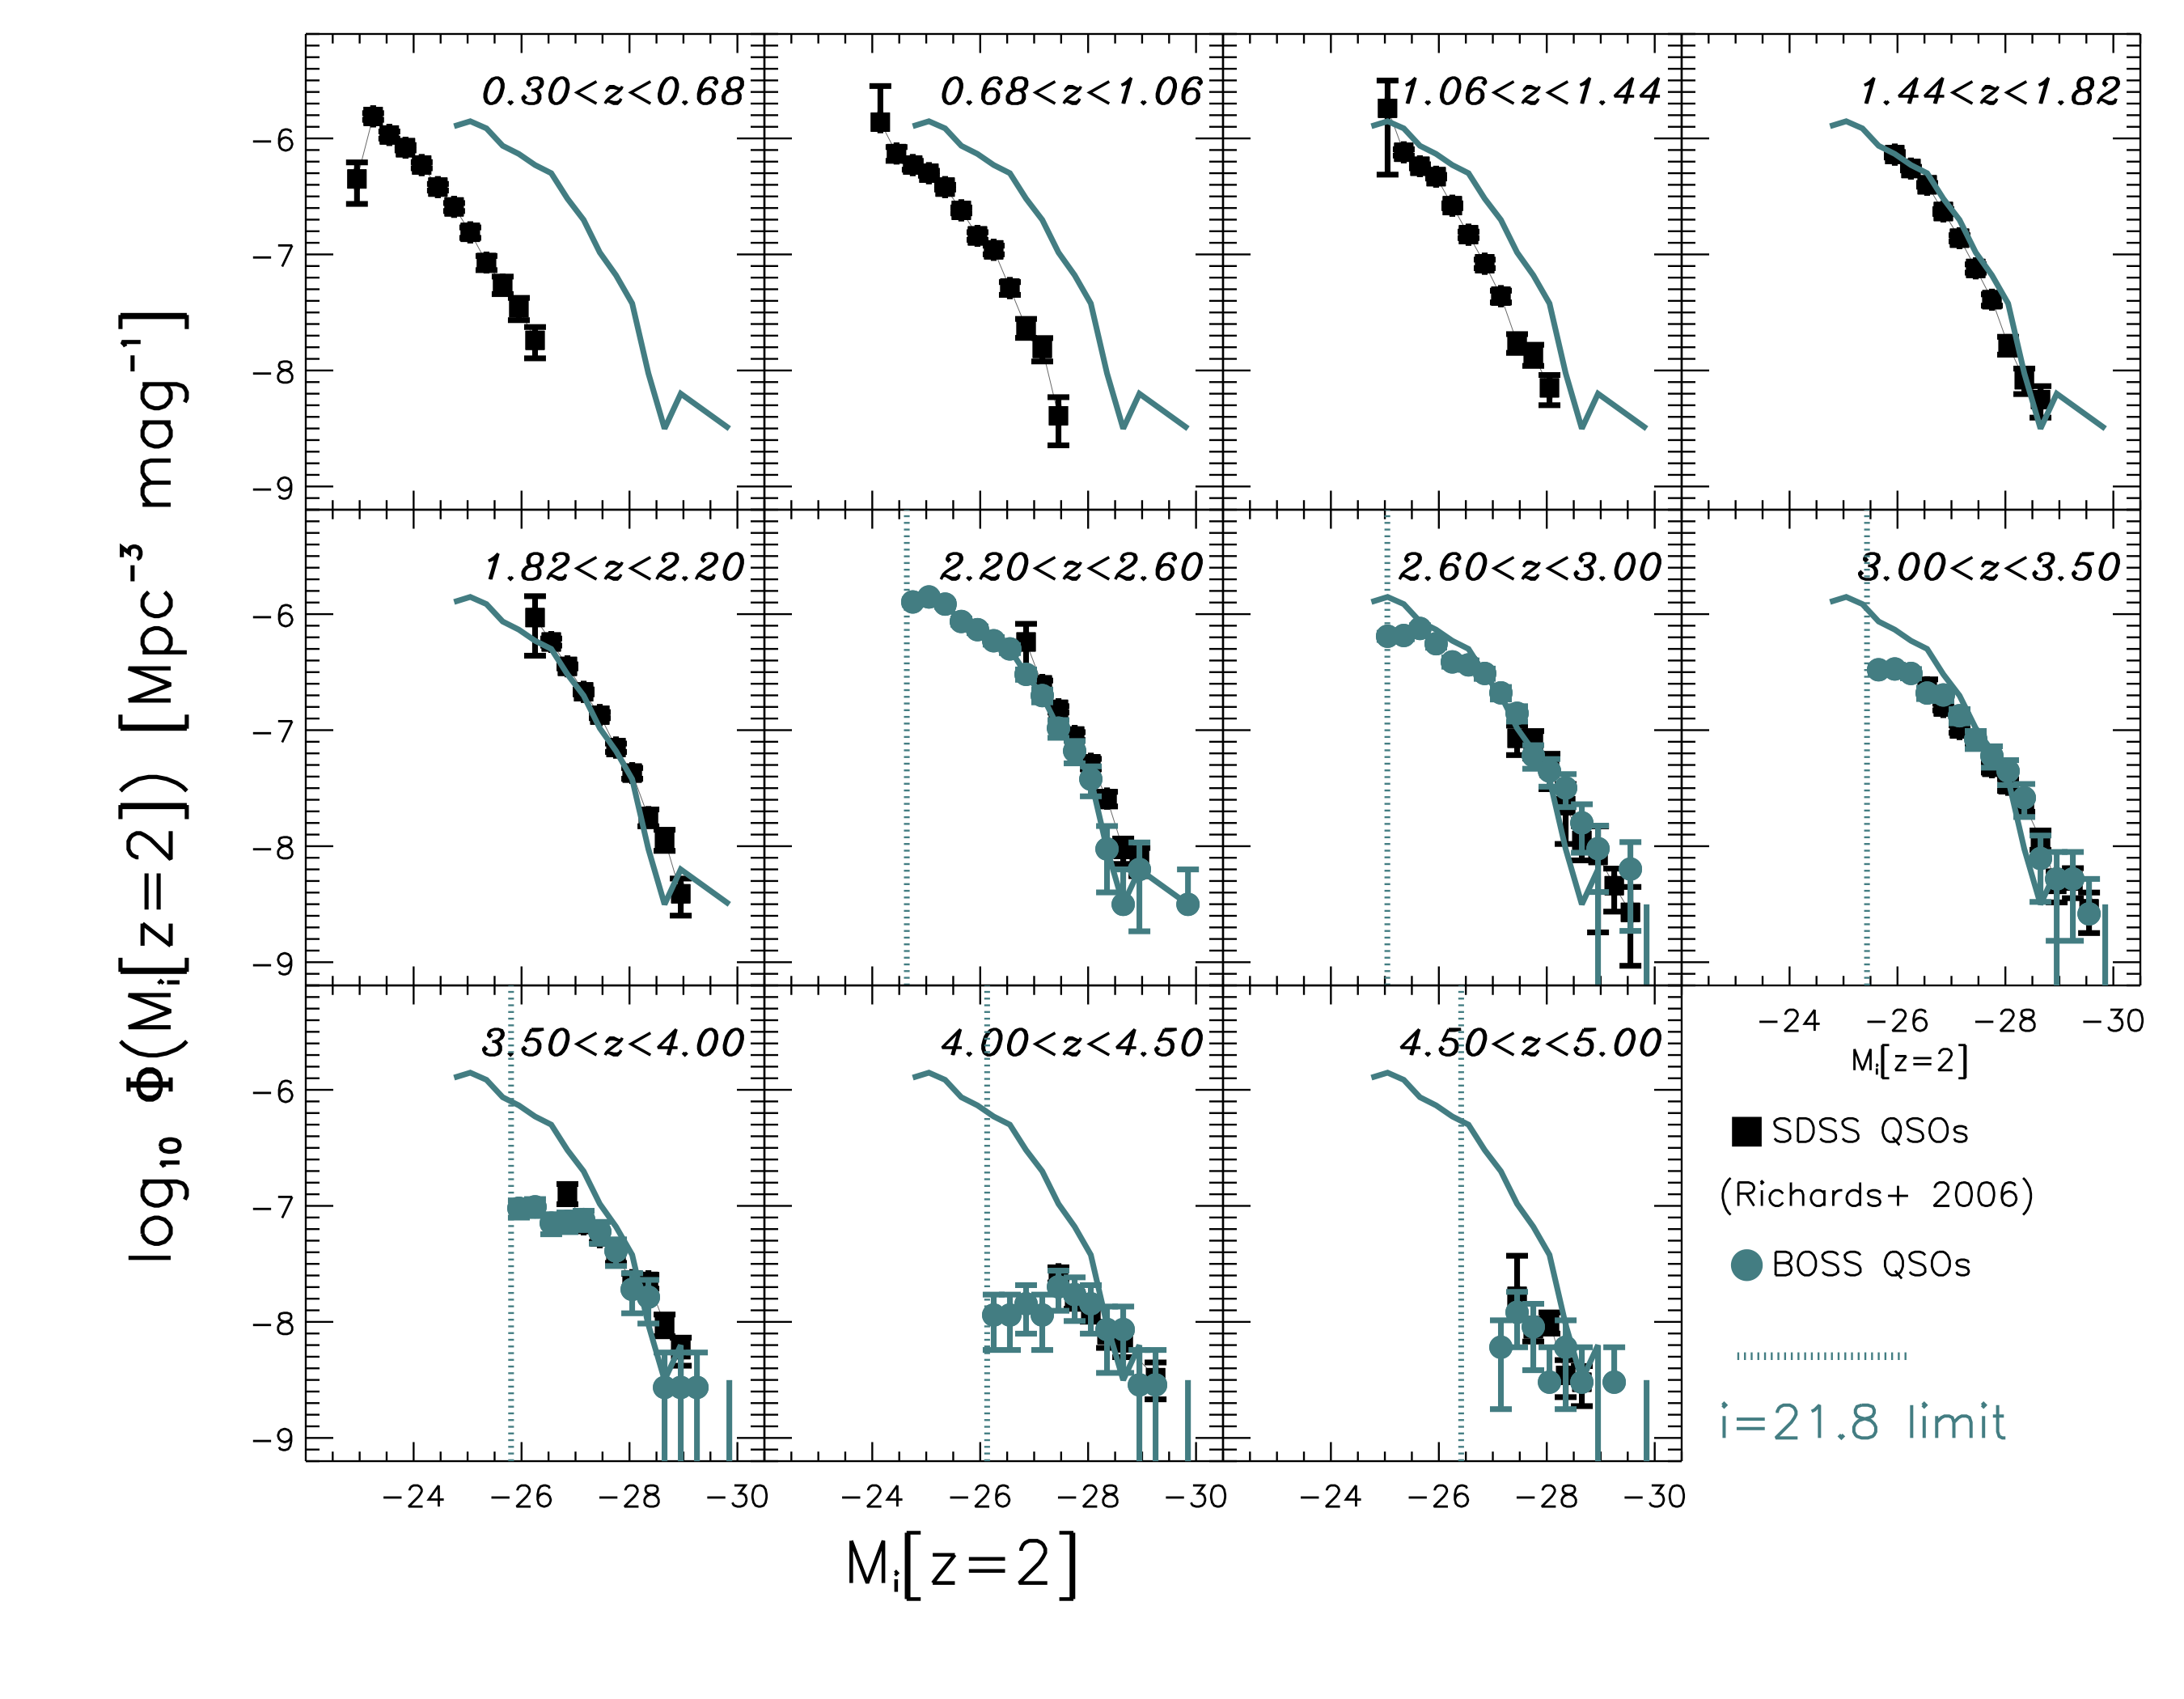 log₁₀ Φ(Mᵢ[z=2]) [Mpc⁻³ mag⁻¹]
0.30<z<0.68
0.68<z<1.06
1.06<z<1.44
1.44<z<1.82
−6
−7
−8
−9
1.82<z<2.20
2.20<z<2.60
2.60<z<3.00
3.00<z<3.50
−6
−7
−8
−9
−24 −26 −28 −30
Mᵢ[z=2]
3.50<z<4.00
4.00<z<4.50
4.50<z<5.00
−6
−7
−8
−9
SDSS QSOs
(Richards+ 2006)
BOSS QSOs
i=21.8 limit
−24 −26 −28 −30
−24 −26 −28 −30
−24 −26 −28 −30
Mᵢ[z=2]